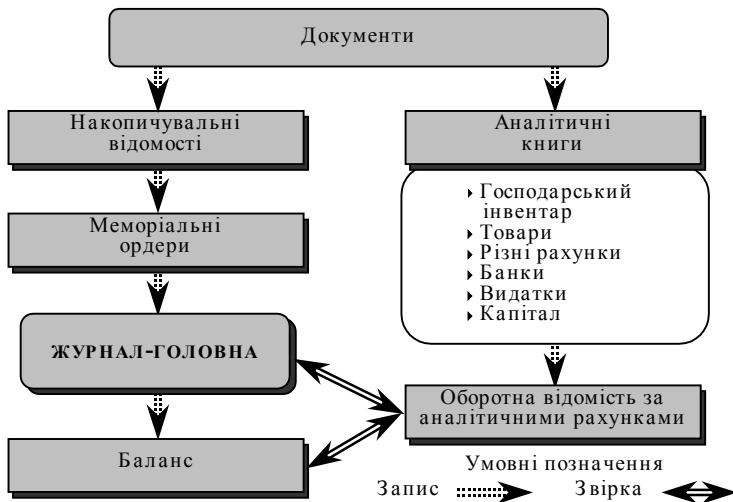 Документи
Накопичувальні
відомості
Аналітичні
книги
Господарський
інвентар
Товари
Різні рахунки
Банки
Видатки
Капітал
Меморіальні
ордери
ЖУРНАЛ-ГОЛОВНА
Оборотна відомість за
аналітичними рахунками
Баланс
Умовні позначення
Запис
Звірка